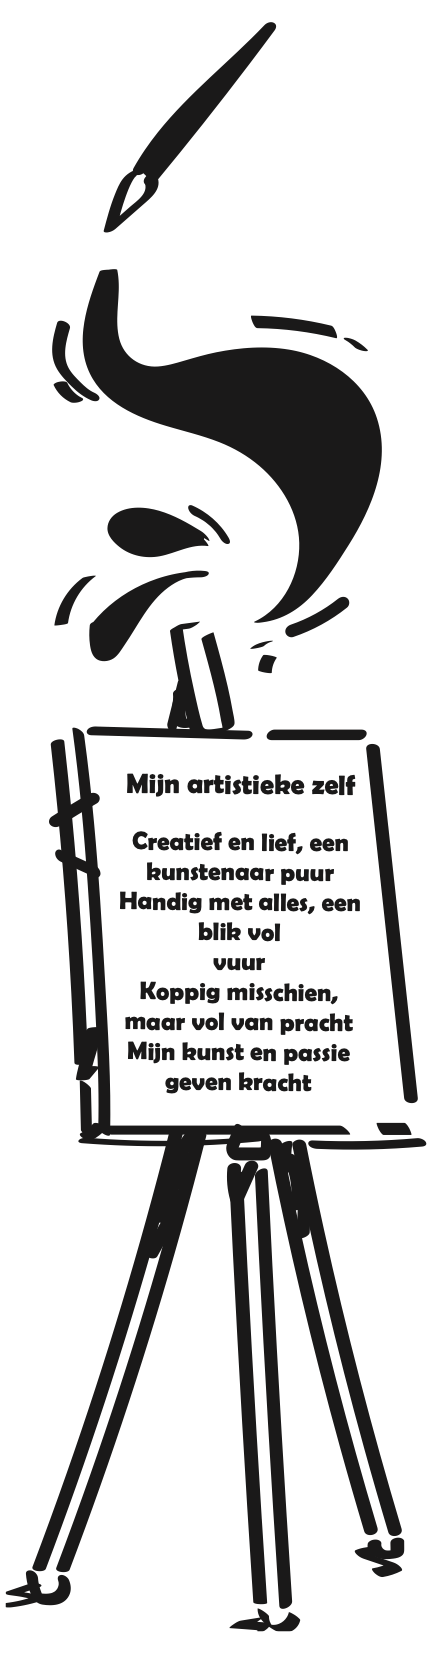 Mijn artistieke zelf
Creatief en lief, een
kunstenaar puur
Handig met alles, een
blik vol
vuur
Koppig misschien,
maar vol van pracht
Mijn kunst en passie
geven kracht